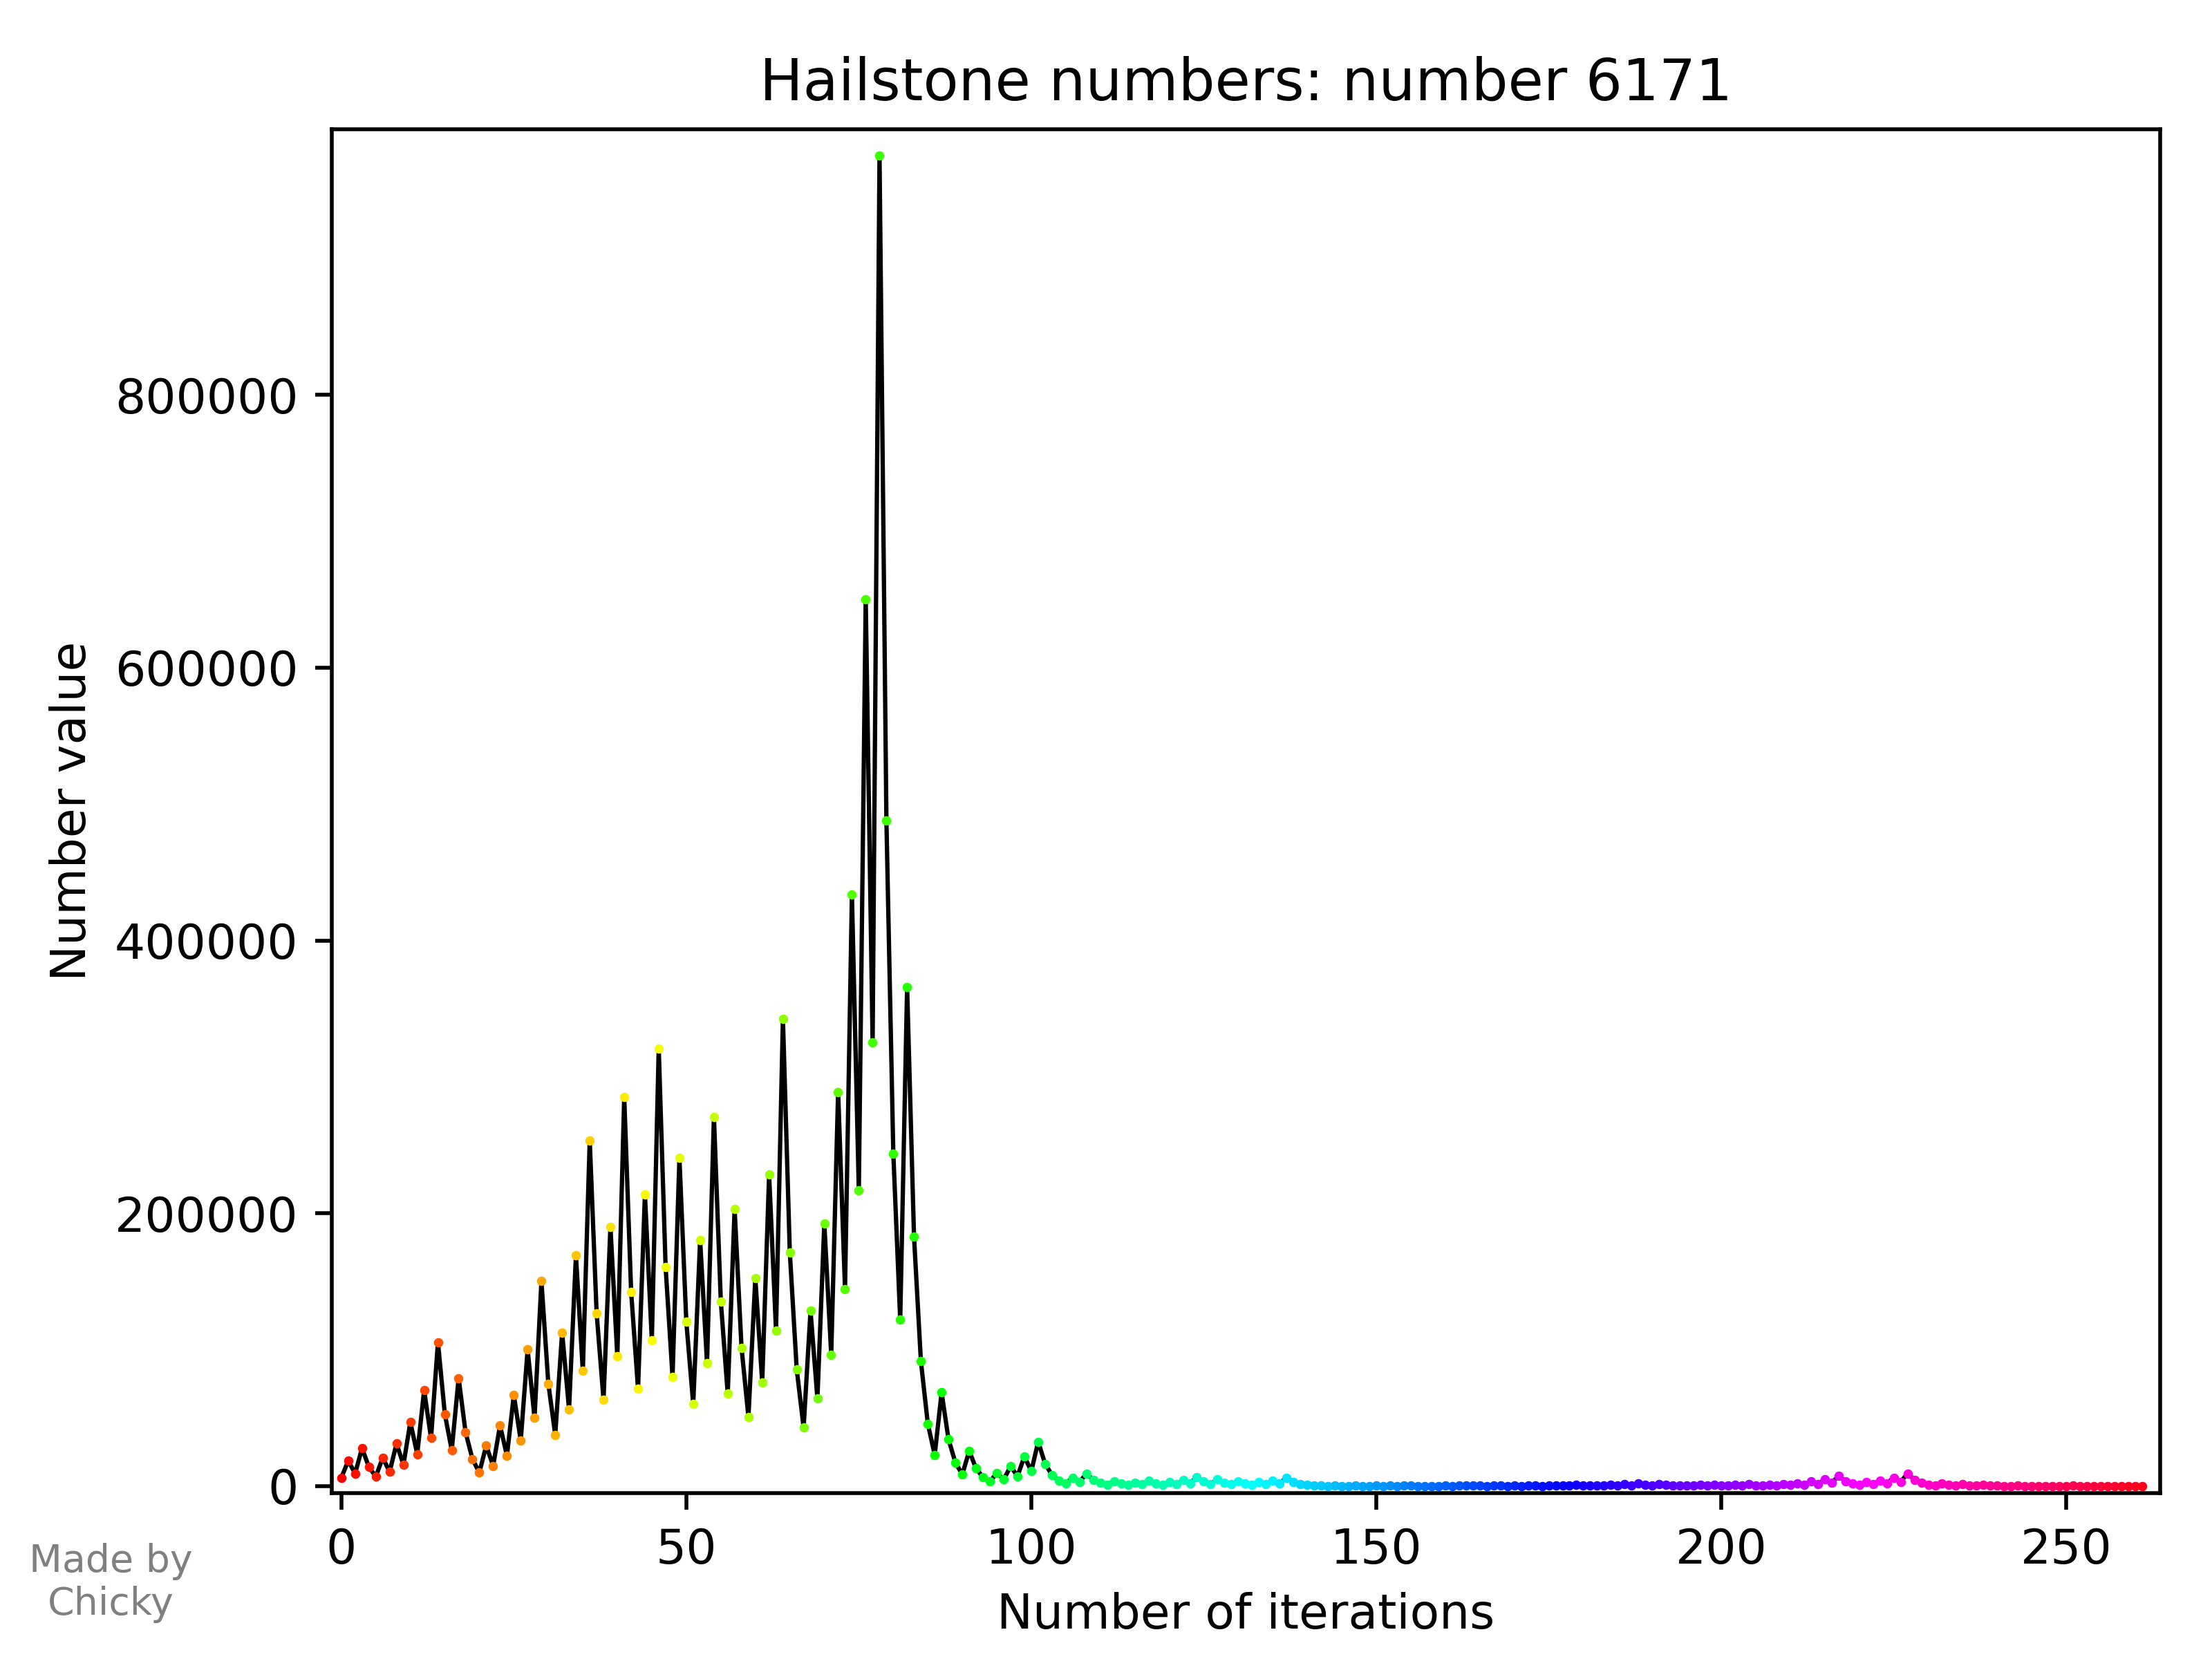 Hailstone numbers: number 6171
Number value
800000
600000
400000
200000
0
0 50 100 150 200 250
Number of iterations
Made by
Chicky